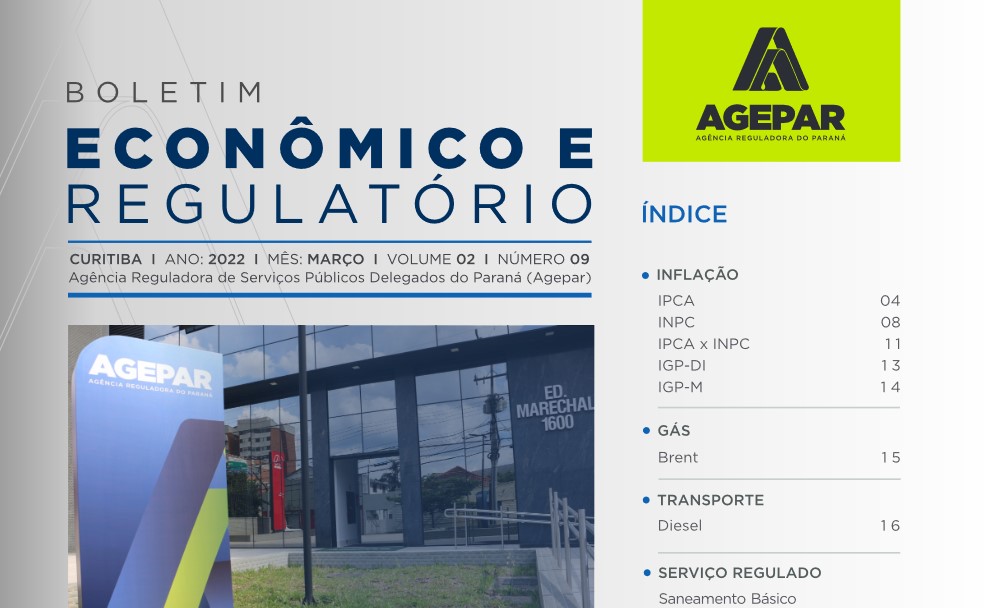 BOLETIM
ECONÔMICO E
REGULATÓRIO
CURITIBA I ANO: 2022 I MÊS: MARÇO I VOLUME 02 I NÚMERO 09
Agência Reguladora de Serviços Públicos Delegados do Paraná (Agepar)
AGEPAR
AGÊNCIA REGULADORA DO PARANÁ
ED.
MARECHAL
1600
AGEPAR
AGÊNCIA REGULADORA DO PARANÁ
ÍNDICE
• INFLAÇÃO
IPCA 04
INPC 08
IPCA x INPC 11
IGP-DI 13
IGP-M 14
• GÁS
Brent 15
• TRANSPORTE
Diesel 16
• SERVIÇO REGULADO
Saneamento Básico